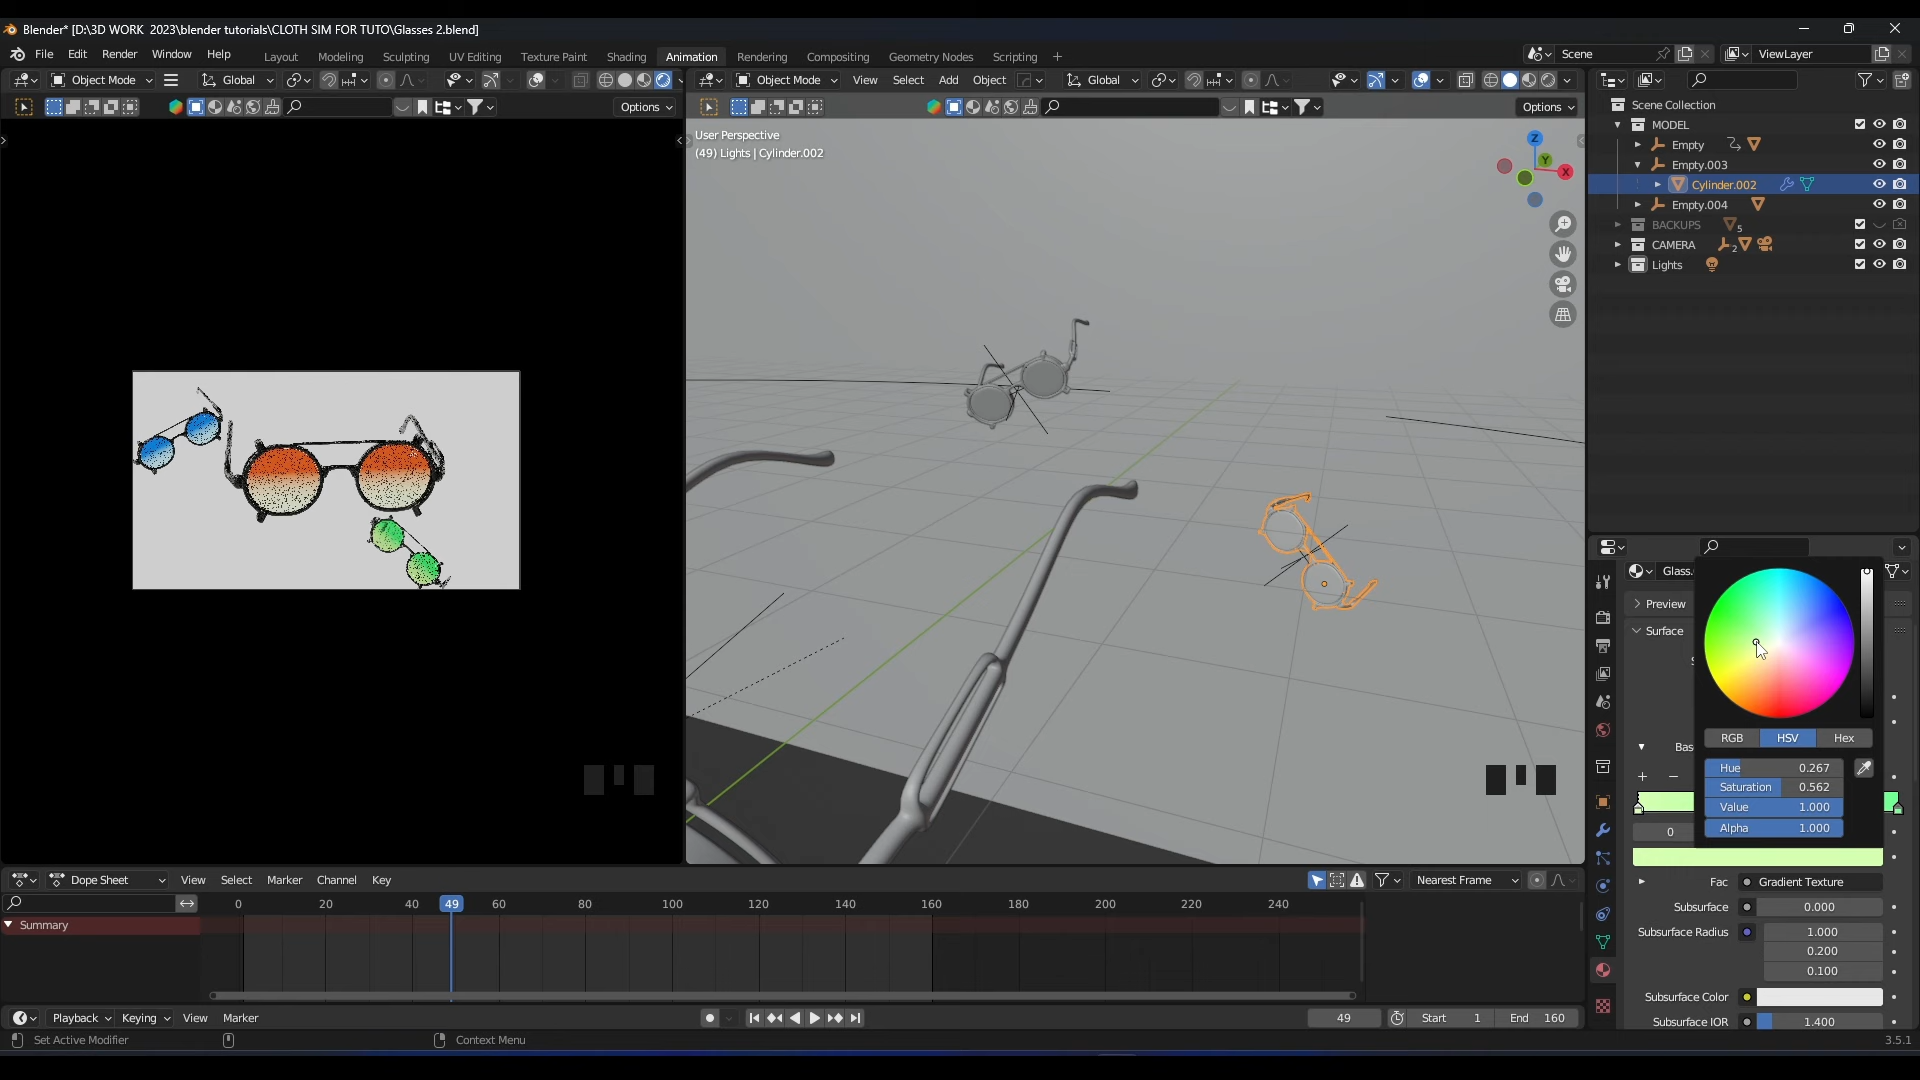 Blender* [D:\3D WORK 2023\blender tutorials\CLOTH SIM FOR TUTO\Glasses 2.blend]
File Edit Render Window Help Layout Modeling Sculpting UV Editing Texture Paint Shading Animation Rendering Compositing Geometry Nodes Scripting + Scene ViewLayer
Object Mode Global Object Mode View Select Add Object Global
Options Options
User Perspective
(49) Lights | Cylinder.002
Z
Y
X
Scene Collection
MODEL
Empty
Empty.003
Cylinder.002
Empty.004
BACKUPS 5
CAMERA 2
Lights
Glass.
Preview
Surface
S
RGB HSV Hex
Bas
Hue 0.267
Saturation 0.562
Value 1.000
Alpha 1.000
0
Fac Gradient Texture
Subsurface 0.000
Subsurface Radius 1.000
0.200
0.100
Subsurface Color
Subsurface IOR 1.400
Dope Sheet View Select Marker Channel Key Nearest Frame
0 20 40 49 60 80 100 120 140 160 180 200 220 240
Summary
Playback Keying View Marker 49 Start 1 End 160
Set Active Modifier Context Menu 3.5.1